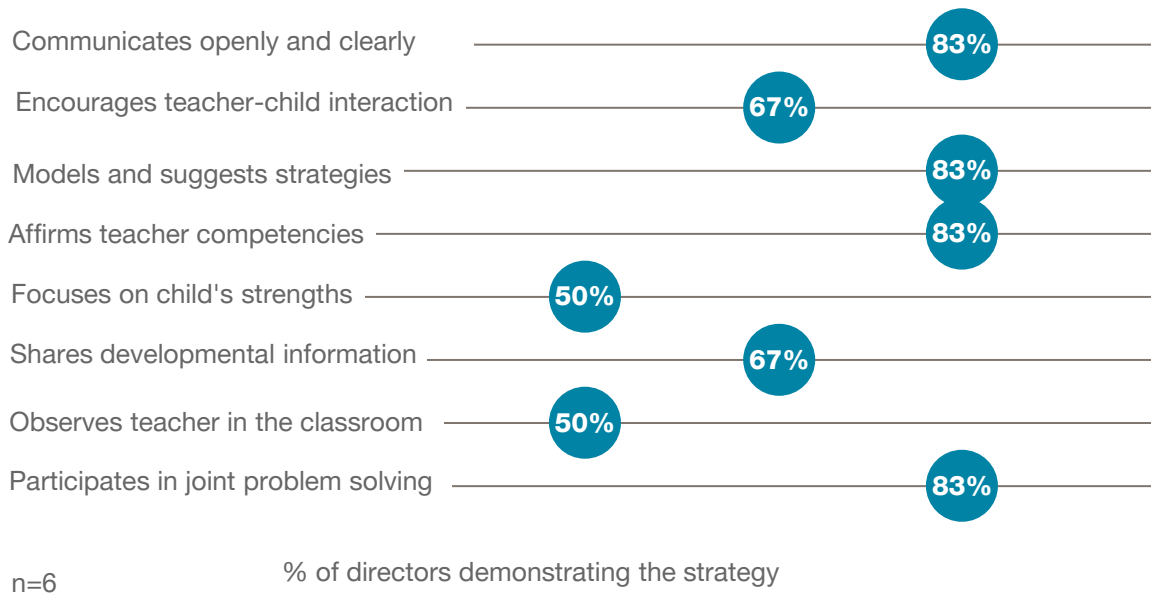 Communicates openly and clearly 83%
Encourages teacher-child interaction 67%
Models and suggests strategies 83%
Affirms teacher competencies 83%
Focuses on child's strengths 50%
Shares developmental information 67%
Observes teacher in the classroom 50%
Participates in joint problem solving 83%
n=6 % of directors demonstrating the strategy